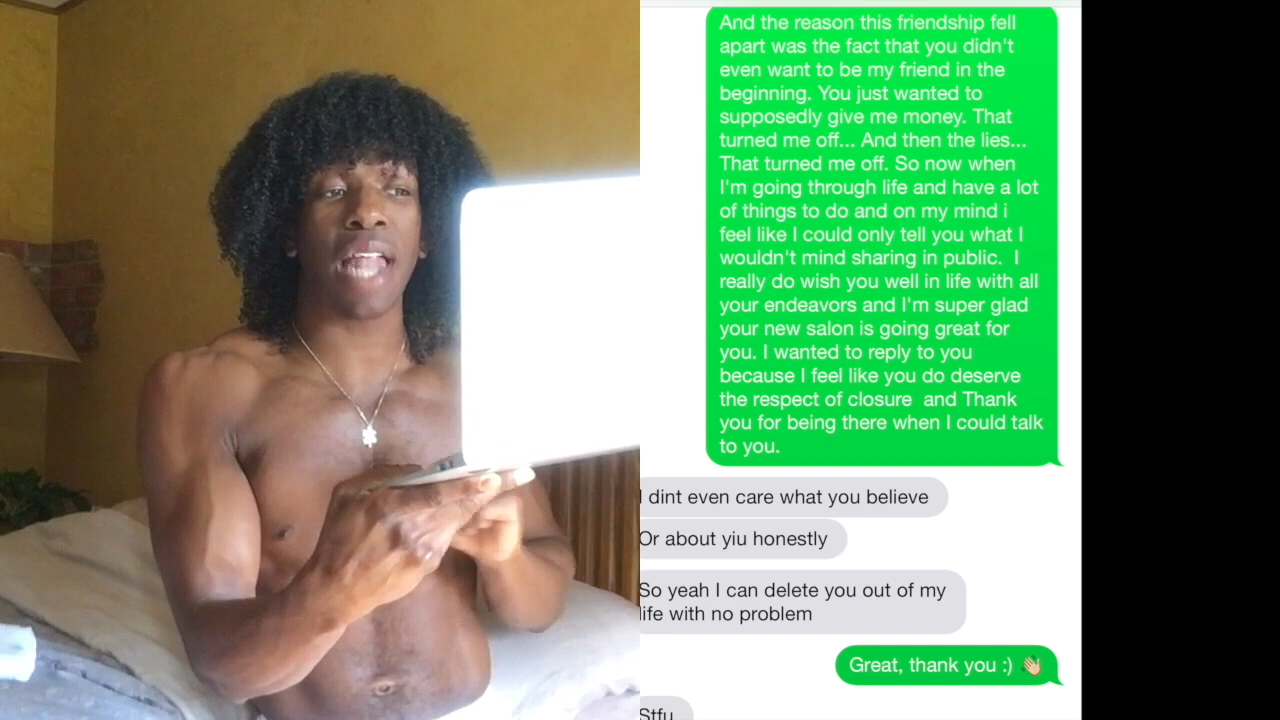 And the reason this friendship fell
apart was the fact that you didn't
even want to be my friend in the
beginning. You just wanted to
supposedly give me money. That
turned me off... And then the lies...
That turned me off. So now when
I'm going through life and have a lot
of things to do and on my mind i
feel like I could only tell you what I
wouldn't mind sharing in public.  I
really do wish you well in life with all
your endeavors and I'm super glad
your new salon is going great for
you. I wanted to reply to you
because I feel like you do deserve
the respect of closure  and Thank
you for being there when I could talk
to you.
I dint even care what you believe
Or about yiu honestly
So yeah I can delete you out of my
life with no problem
Great, thank you :) 👋🏼
Stfu